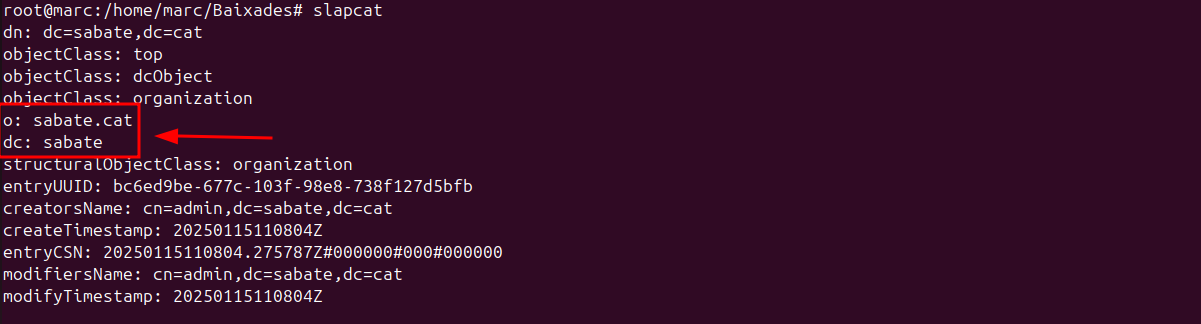 root@marc:/home/marc/Baixades# slapcat
dn: dc=sabate,dc=cat
objectClass: top
objectClass: dcObject
objectClass: organization
o: sabate.cat
dc: sabate
structuralObjectClass: organization
entryUUID: bc6ed9be-677c-103f-98e8-738f127d5bfb
creatorsName: cn=admin,dc=sabate,dc=cat
createTimestamp: 20250115110804Z
entryCSN: 20250115110804.275787Z#000000#000#000000
modifiersName: cn=admin,dc=sabate,dc=cat
modifyTimestamp: 20250115110804Z